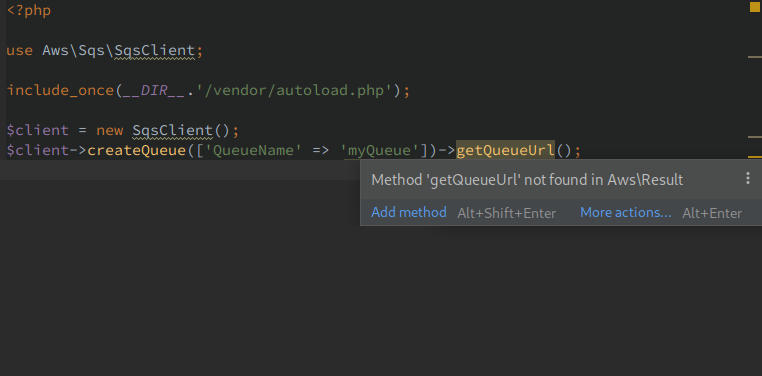 <?php
use Aws\Sqs\SqsClient;
include_once(__DIR__.'/vendor/autoload.php');
$client = new SqsClient();
$client->createQueue(['QueueName' => 'myQueue'])->getQueueUrl();
Method 'getQueueUrl' not found in Aws\Result
Add method Alt+Shift+Enter More actions... Alt+Enter